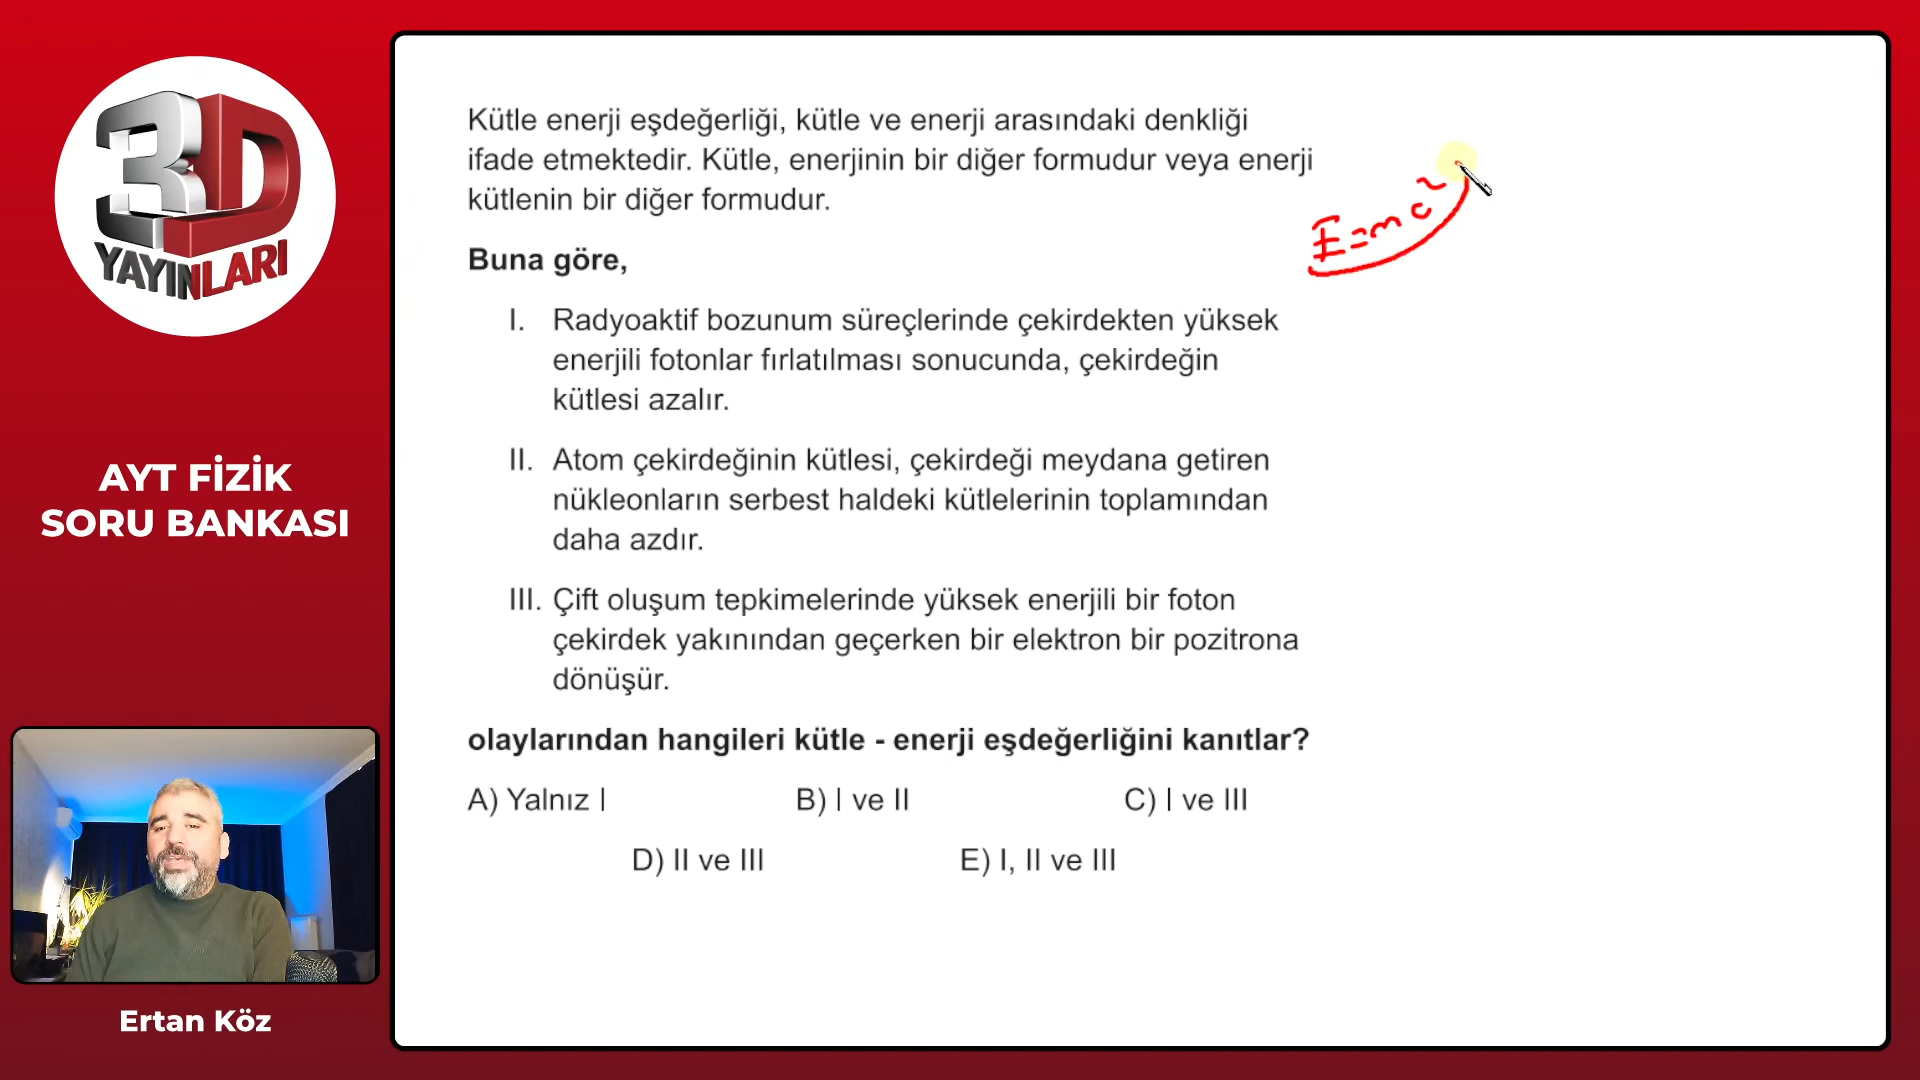 3D
YAYINLARI
AYT FİZİK
SORU BANKASI
Ertan Köz
Kütle enerji eşdeğerliği, kütle ve enerji arasındaki denkliği
ifade etmektedir. Kütle, enerjinin bir diğer formudur veya enerji
kütlenin bir diğer formudur.
E=mc²
Buna göre,
I. Radyoaktif bozunum süreçlerinde çekirdekten yüksek
enerjili fotonlar fırlatılması sonucunda, çekirdeğin
kütlesi azalır.
II. Atom çekirdeğinin kütlesi, çekirdeği meydana getiren
nükleonların serbest haldeki kütlelerinin toplamından
daha azdır.
III. Çift oluşum tepkimelerinde yüksek enerjili bir foton
çekirdek yakınından geçerken bir elektron bir pozitrona
dönüşür.
olaylarından hangileri kütle - enerji eşdeğerliğini kanıtlar?
A) Yalnız I B) I ve II C) I ve III
D) II ve III E) I, II ve III